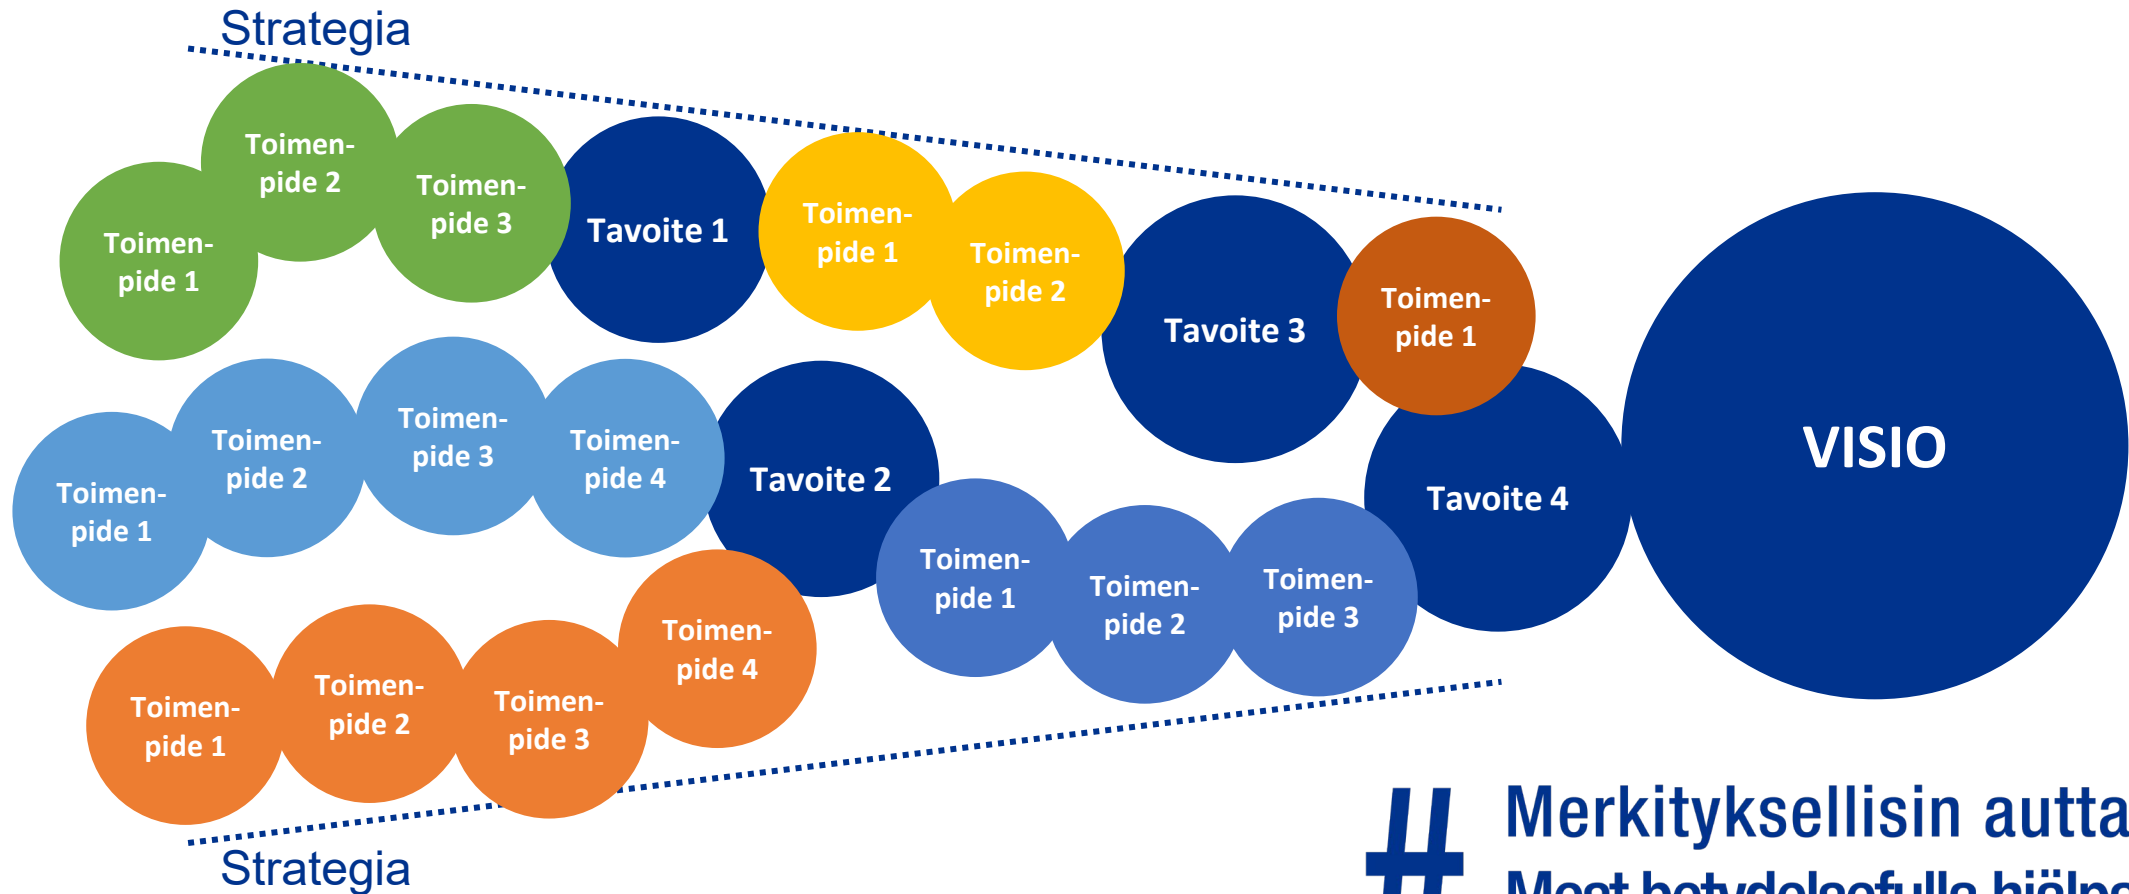 Strategia
Toimen-
pide 1
Toimen-
pide 2
Toimen-
pide 3
Tavoite 1
Toimen-
pide 1
Toimen-
pide 2
Tavoite 3
Toimen-
pide 1
Toimen-
pide 1
Toimen-
pide 2
Toimen-
pide 3
Toimen-
pide 4
Tavoite 2
Toimen-
pide 1
Toimen-
pide 2
Toimen-
pide 3
Tavoite 4
VISIO
Toimen-
pide 1
Toimen-
pide 2
Toimen-
pide 3
Toimen-
pide 4
Strategia
# Merkityksellisin autta
Mest betydelsefulla hjälpe